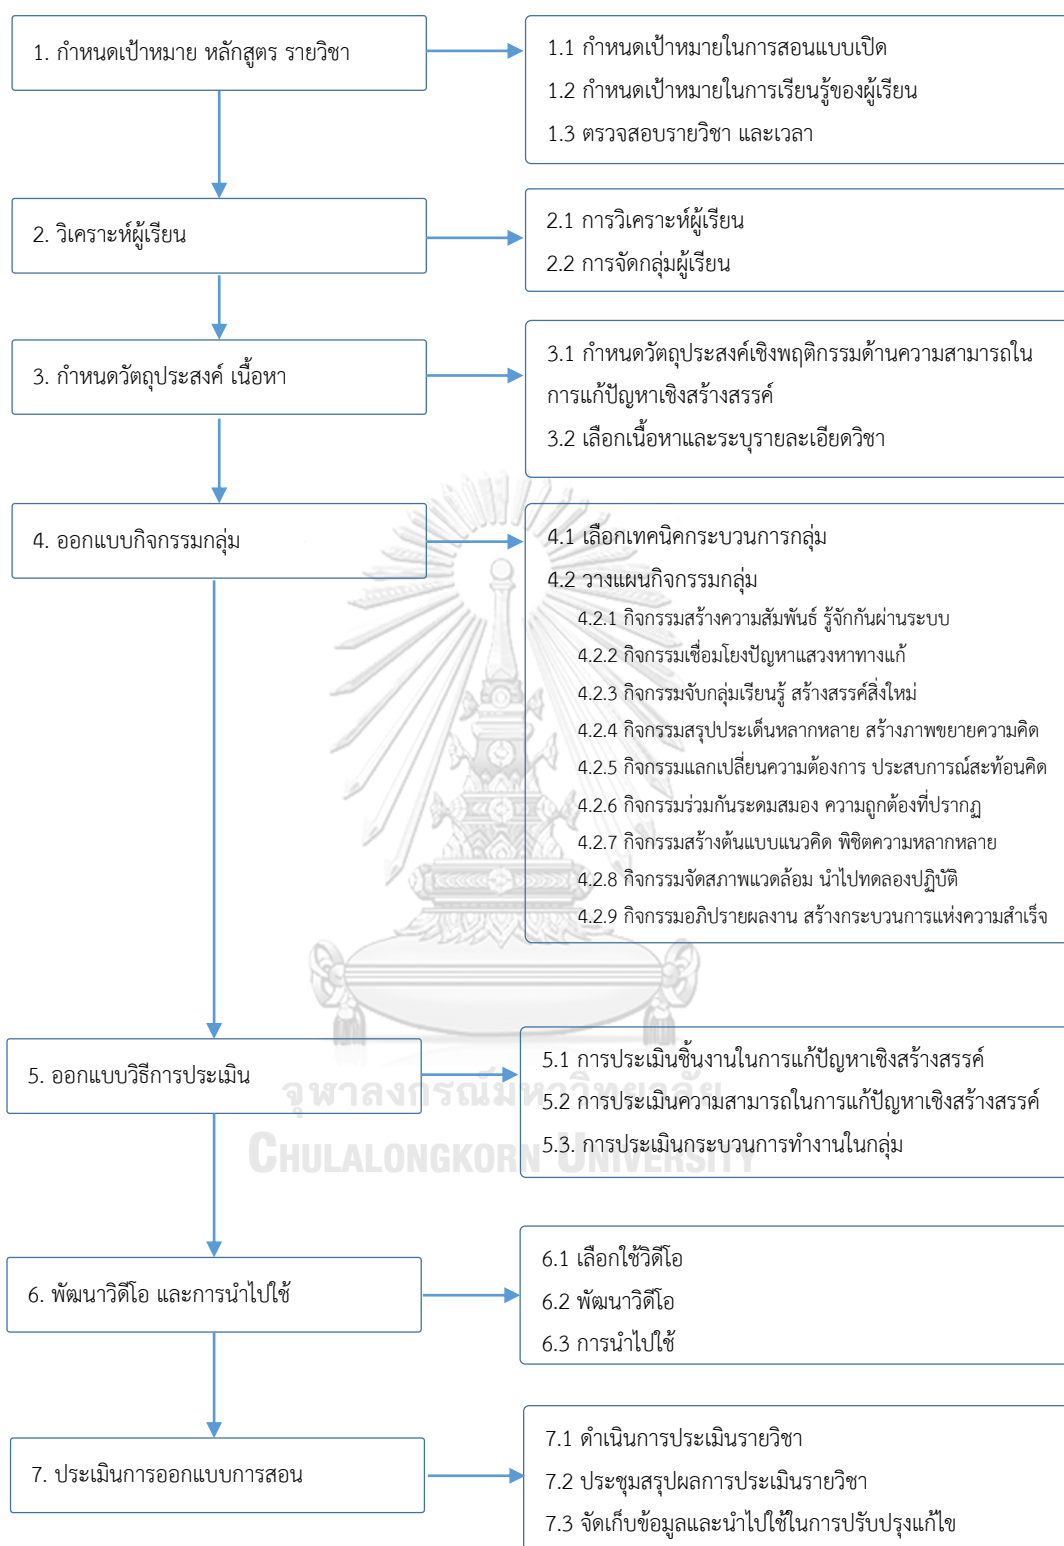 1. กำหนดเป้าหมาย หลักสูตร รายวิชา
1.1 กำหนดเป้าหมายในการสอนแบบเปิด
1.2 กำหนดเป้าหมายในการเรียนรู้ของผู้เรียน
1.3 ตรวจสอบรายวิชา และเวลา
2. วิเคราะห์ผู้เรียน
2.1 การวิเคราะห์ผู้เรียน
2.2 การจัดกลุ่มผู้เรียน
3. กำหนดวัตถุประสงค์ เนื้อหา
3.1 กำหนดวัตถุประสงค์เชิงพฤติกรรมด้านความสามารถใน
การแก้ปัญหาเชิงสร้างสรรค์
3.2 เลือกเนื้อหาและระบุรายละเอียดวิชา
4. ออกแบบกิจกรรมกลุ่ม
4.1 เลือกเทคนิคกระบวนการกลุ่ม
4.2 วางแผนกิจกรรมกลุ่ม
4.2.1 กิจกรรมสร้างความสัมพันธ์ รู้จักกันผ่านระบบ
4.2.2 กิจกรรมเชื่อมโยงปัญหาแสวงหาทางแก้
4.2.3 กิจกรรมจับกลุ่มเรียนรู้ สร้างสรรค์สิ่งใหม่
4.2.4 กิจกรรมสรุปประเด็นหลากหลาย สร้างภาพขยายความคิด
4.2.5 กิจกรรมแลกเปลี่ยนความต้องการ ประสบการณ์สะท้อนคิด
4.2.6 กิจกรรมร่วมกันระดมสมอง ความถูกต้องที่ปรากฏ
4.2.7 กิจกรรมสร้างต้นแบบแนวคิด พิชิตความหลากหลาย
4.2.8 กิจกรรมจัดสภาพแวดล้อม นำไปทดลองปฏิบัติ
4.2.9 กิจกรรมอภิปรายผลงาน สร้างกระบวนการแห่งความสำเร็จ
5. ออกแบบวิธีการประเมิน
5.1 การประเมินชิ้นงานในการแก้ปัญหาเชิงสร้างสรรค์
5.2 การประเมินความสามารถในการแก้ปัญหาเชิงสร้างสรรค์
5.3. การประเมินกระบวนการทำงานในกลุ่ม
จุฬาลงกรณ์มหาวิทยาลัย
CHULALONGKORN UNIVERSITY
6. พัฒนาวิดีโอ และการนำไปใช้
6.1 เลือกใช้วิดีโอ
6.2 พัฒนาวิดีโอ
6.3 การนำไปใช้
7. ประเมินการออกแบบการสอน
7.1 ดำเนินการประเมินรายวิชา
7.2 ประชุมสรุปผลการประเมินรายวิชา
7.3 จัดเก็บข้อมูลและนำไปใช้ในการปรับปรุงแก้ไข